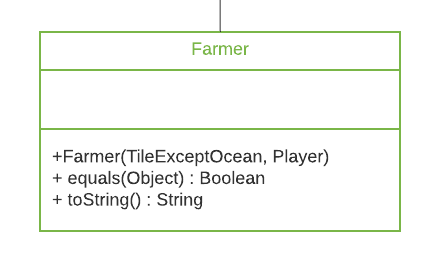 Farmer
+Farmer(TileExceptOcean, Player)
+ equals(Object) : Boolean
+ toString() : String